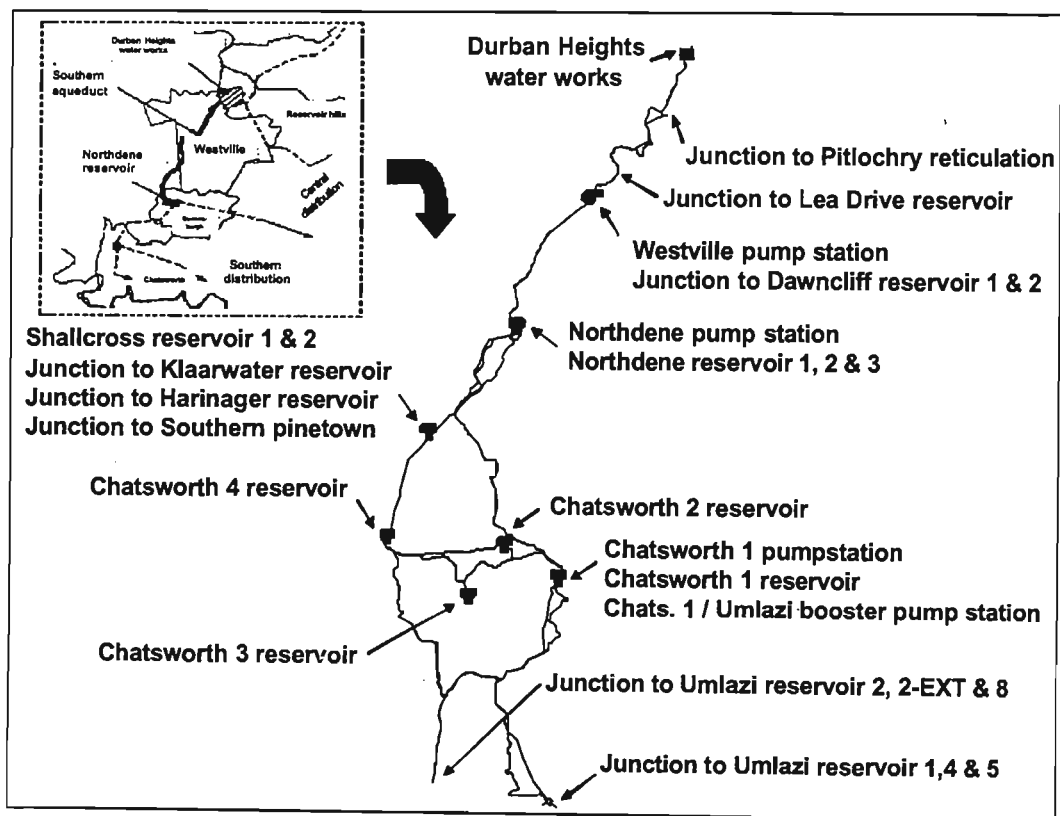 Durban Heights
water works
Southern
aqueduct
Reservoir hills
Westville
Northdene
reservoir
Central
distribution
Southern
distribution
Chatsworth
Durban Heights
water works
Junction to Pitlochry reticulation
Junction to Lea Drive reservoir
Westville pump station
Junction to Dawncliff reservoir 1 & 2
Northdene pump station
Northdene reservoir 1, 2 & 3
Shallcross reservoir 1 & 2
Junction to Klaarwater reservoir
Junction to Harinager reservoir
Junction to Southern pinetown
Chatsworth 4 reservoir
Chatsworth 2 reservoir
Chatsworth 1 pumpstation
Chatsworth 1 reservoir
Chats. 1 / Umlazi booster pump station
Chatsworth 3 reservoir
Junction to Umlazi reservoir 2, 2-EXT & 8
Junction to Umlazi reservoir 1,4 & 5